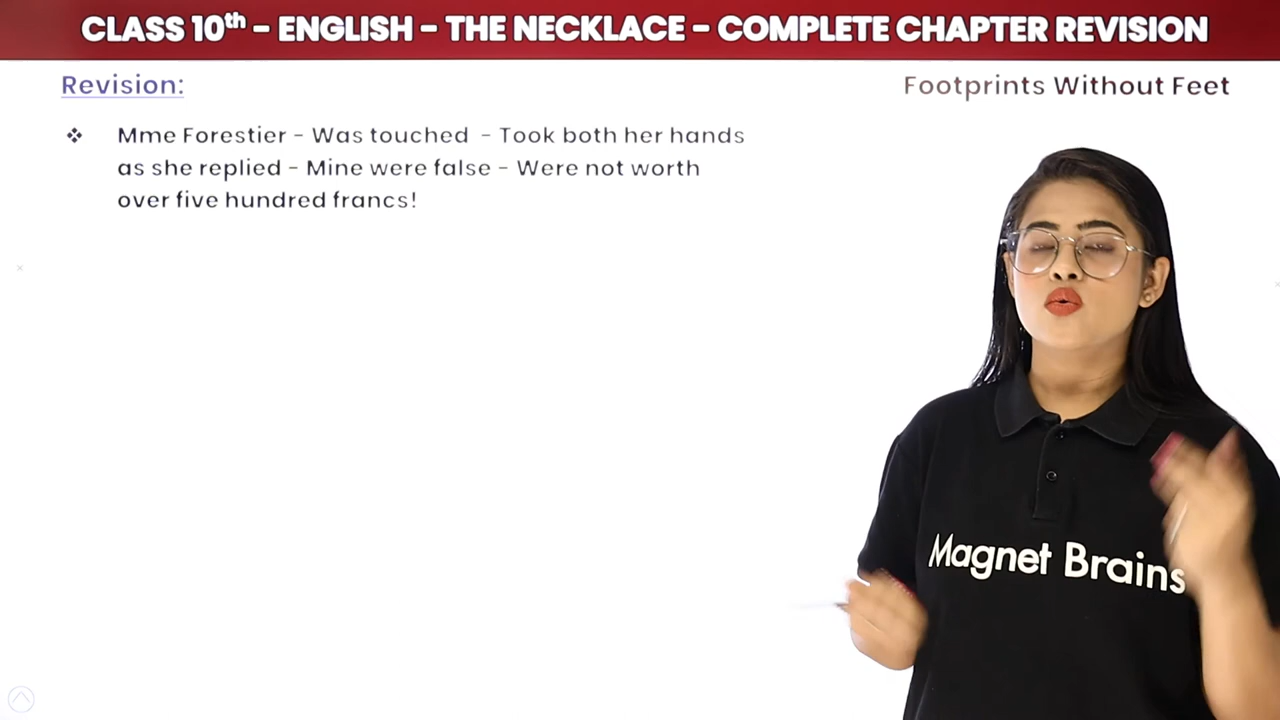 CLASS 10th - ENGLISH - THE NECKLACE - COMPLETE CHAPTER REVISION
Revision:
Footprints Without Feet
❖ Mme Forestier - Was touched - Took both her hands
as she replied - Mine were false - Were not worth
over five hundred francs!
Magnet Brains